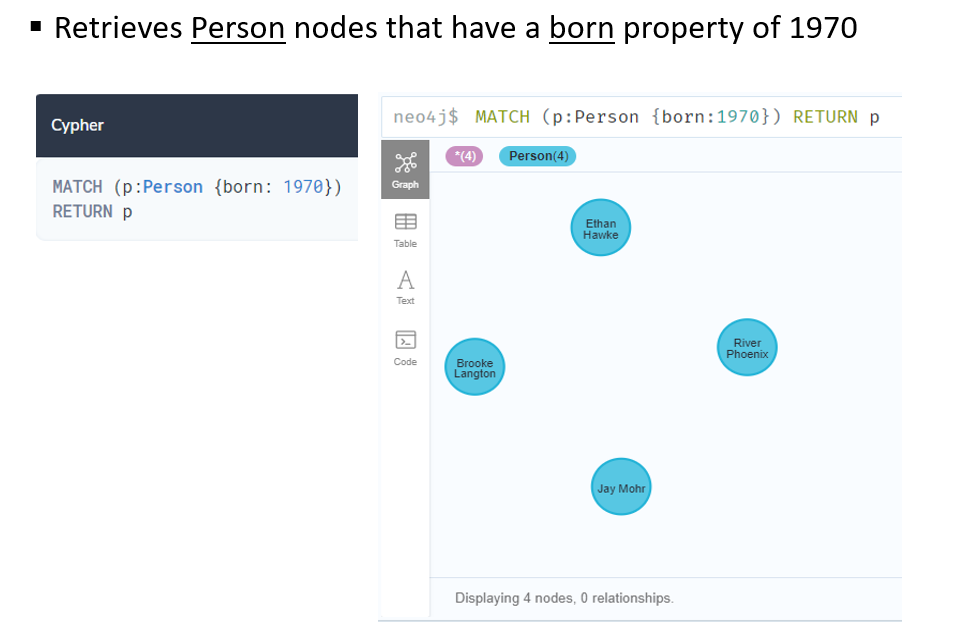 ▪ Retrieves Person nodes that have a born property of 1970
Cypher
MATCH (p:Person {born: 1970})
RETURN p
neo4j$ MATCH (p:Person {born:1970}) RETURN p
*(4) Person(4)
Graph
Table
A
Text
Code
Ethan
Hawke
River
Phoenix
Brooke
Langton
Jay Mohr
Displaying 4 nodes, 0 relationships.